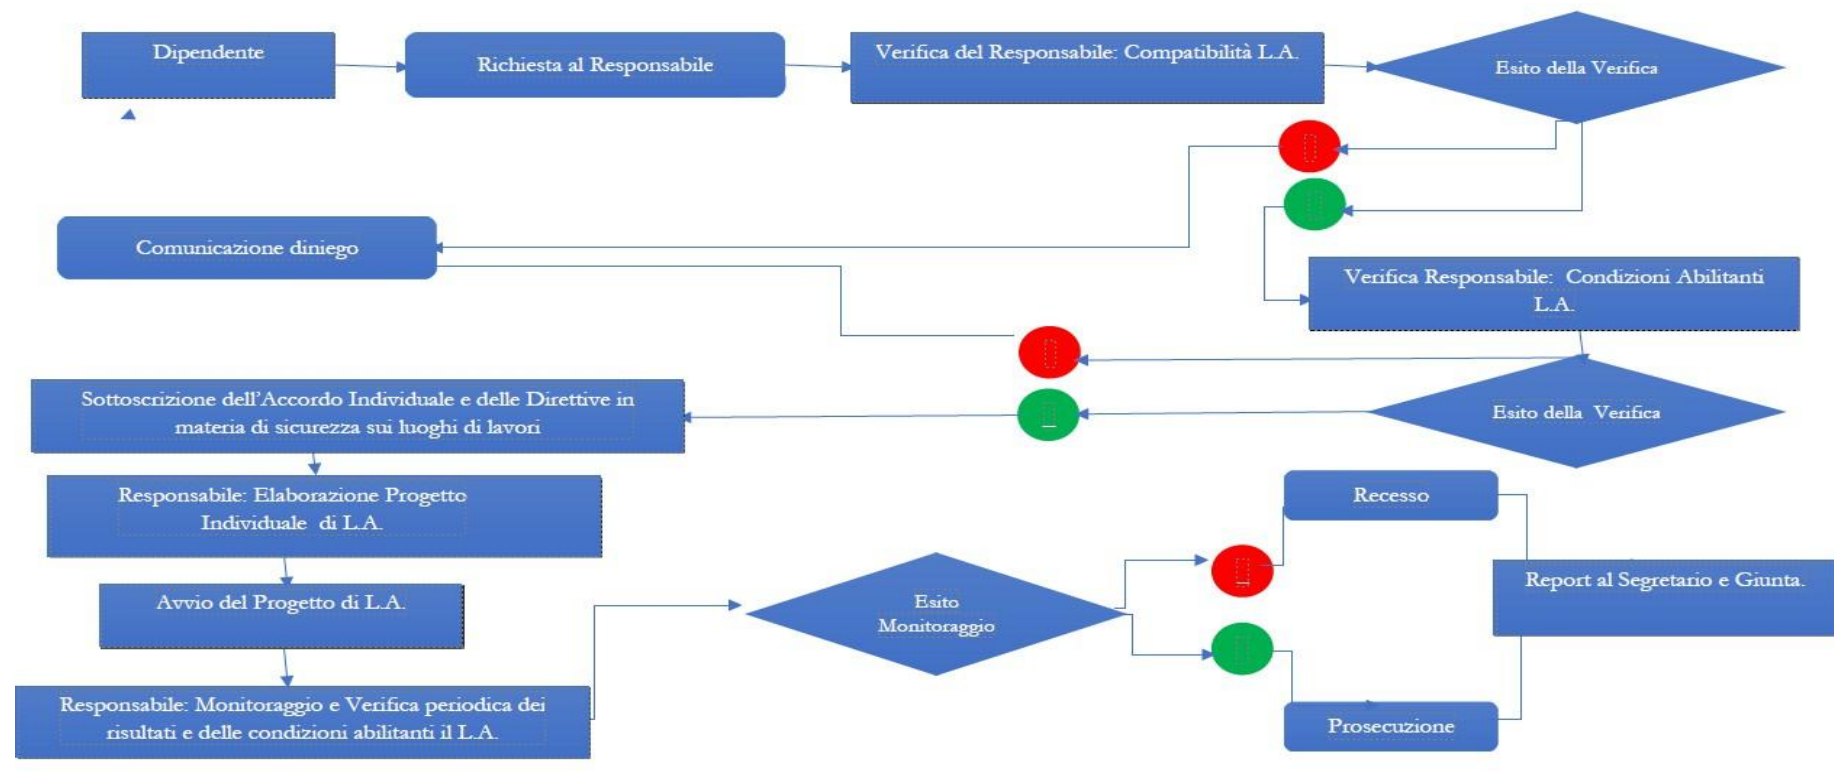 Dipendente
Richiesta al Responsabile
Verifica del Responsabile: Compatibilità L.A.
Esito della Verifica
Comunicazione diniego
Verifica Responsabile:  Condizioni Abilitanti
L.A.
Esito della  Verifica
Sottoscrizione dell’Accordo Individuale e delle Direttive in
materia di sicurezza sui luoghi di lavori
Responsabile: Elaborazione Progetto
Individuale  di L.A.
Avvio del Progetto di L.A.
Responsabile: Monitoraggio e Verifica periodica dei
risultati e delle condizioni abilitanti il L.A.
Esito
Monitoraggio
Recesso
Report al Segretario e Giunta.
Prosecuzione